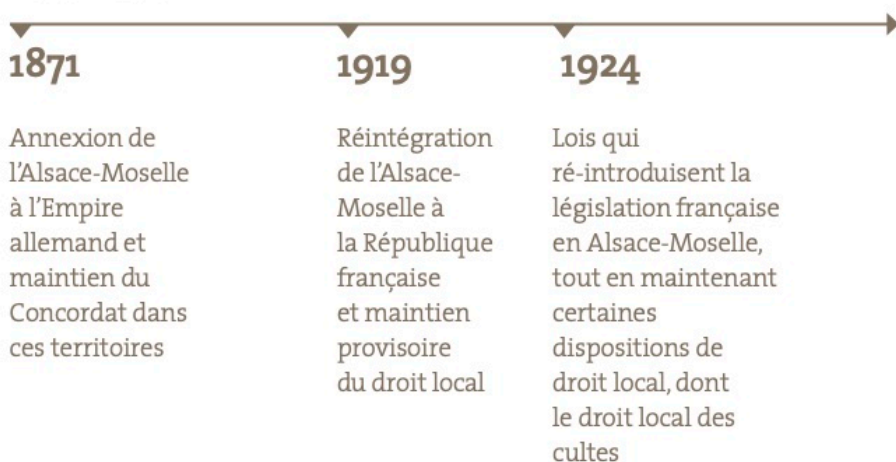 1871
Annexion de
l'Alsace-Moselle
à l'Empire
allemand et
maintien du
Concordat dans
ces territoires
1919
Réintégration
de l'Alsace-
Moselle à
la République
française
et maintien
provisoire
du droit local
1924
Lois qui
ré-introduisent la
législation française
en Alsace-Moselle,
tout en maintenant
certaines
dispositions de
droit local, dont
le droit local des
cultes